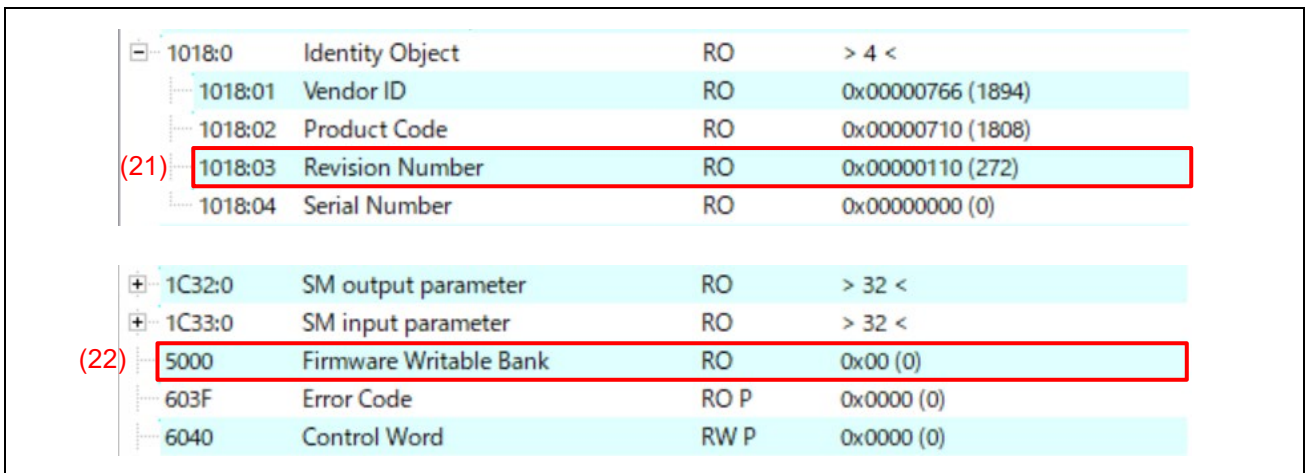 1018:0 Identity Object RO > 4 <
1018:01 Vendor ID RO 0x00000766 (1894)
1018:02 Product Code RO 0x00000710 (1808)
(21) 1018:03 Revision Number RO 0x00000110 (272)
1018:04 Serial Number RO 0x00000000 (0)
1C32:0 SM output parameter RO > 32 <
1C33:0 SM input parameter RO > 32 <
(22) 5000 Firmware Writable Bank RO 0x00 (0)
603F Error Code RO P 0x0000 (0)
6040 Control Word RW P 0x0000 (0)